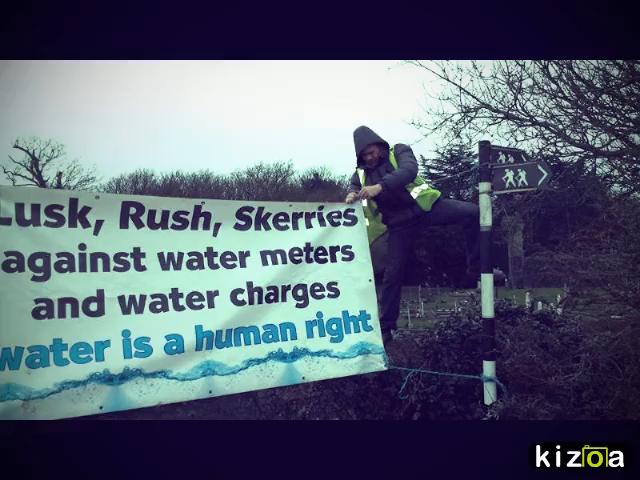 Lusk, Rush, Skerries
against water meters
and water charges
water is a human right
kizoa